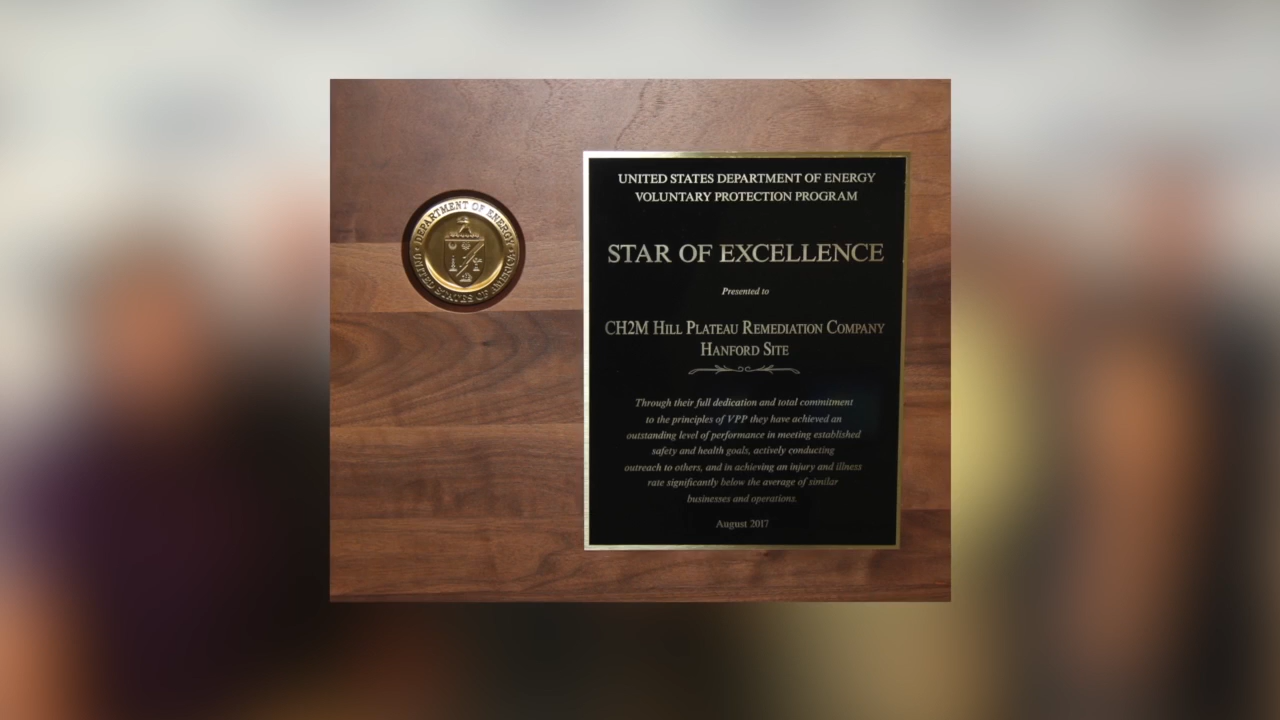 DEPARTMENT OF ENERGY
UNITED STATES OF AMERICA
UNITED STATES DEPARTMENT OF ENERGY
VOLUNTARY PROTECTION PROGRAM
STAR OF EXCELLENCE
Presented to
CH2M HILL PLATEAU REMEDIATION COMPANY
HANFORD SITE
Through their full dedication and total commitment
to the principles of VPP they have achieved an
outstanding level of performance in meeting established
safety and health goals, actively conducting
outreach to others, and in achieving an injury and illness
rate significantly below the average of similar
businesses and operations.
August 2017